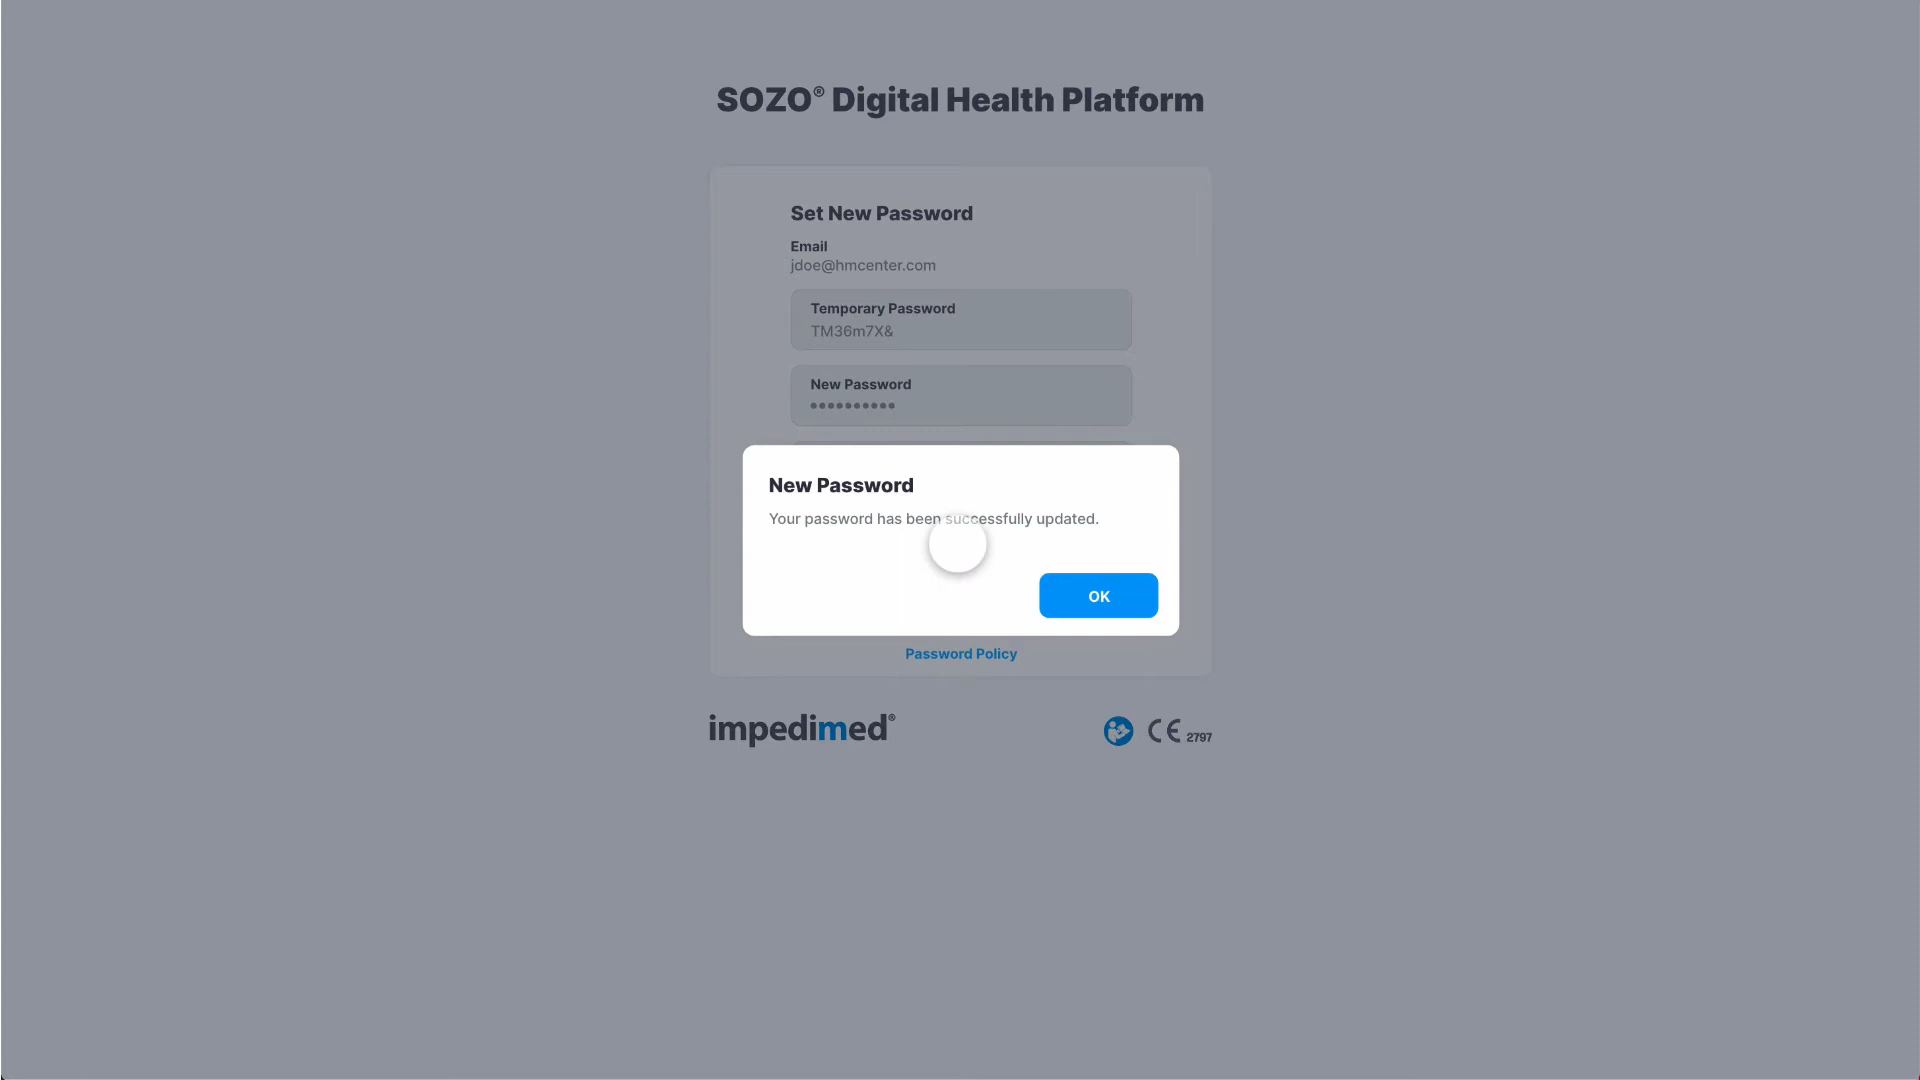 SOZO® Digital Health Platform
Set New Password
Email
jdoe@hmcenter.com
Temporary Password
TM36m7X&
New Password
••••••••••
New Password
Your password has been successfully updated.
OK
Password Policy
impedimed®
CE 2797